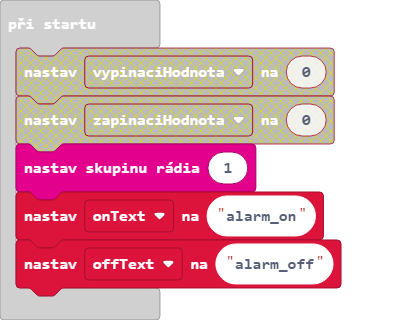 při startu
nastav vypinaciHodnota na 0
nastav zapinaciHodnota na 0
nastav skupinu rádia 1
nastav onText na "alarm_on"
nastav offText na "alarm_off"